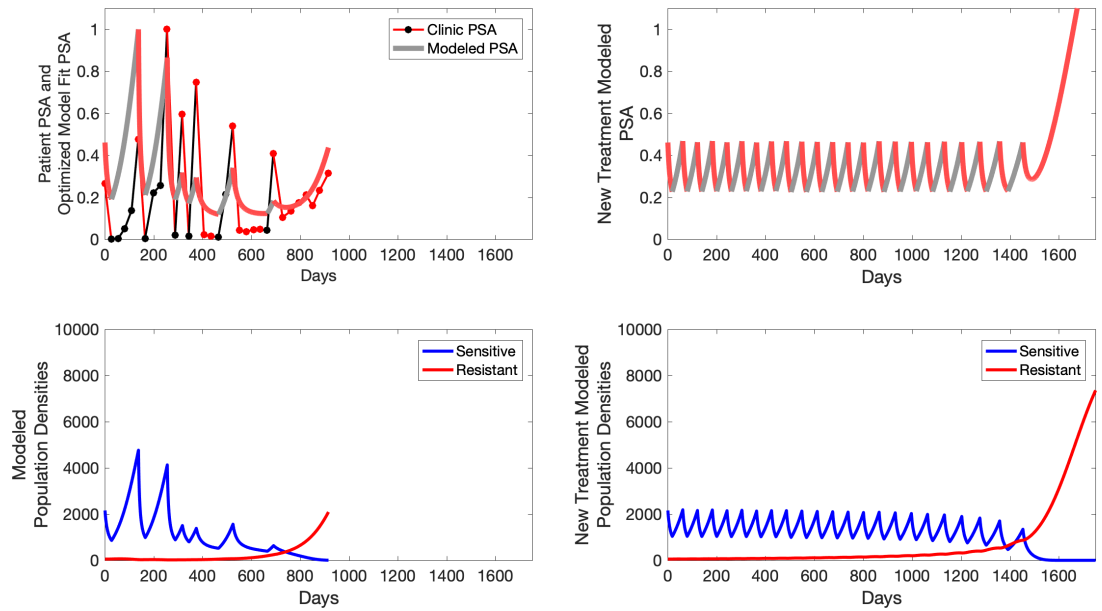 Patient PSA and
Optimized Model Fit PSA
1
0.8
0.6
0.4
0.2
0
0 200 400 600 800 1000 1200 1400 1600
Days
Clinic PSA
Modeled PSA
New Treatment Modeled
PSA
1
0.8
0.6
0.4
0.2
0
0 200 400 600 800 1000 1200 1400 1600
Days
Modeled
Population Densities
10000
8000
6000
4000
2000
0
0 200 400 600 800 1000 1200 1400 1600
Days
Sensitive
Resistant
New Treatment Modeled
Population Densities
10000
8000
6000
4000
2000
0
0 200 400 600 800 1000 1200 1400 1600
Days
Sensitive
Resistant